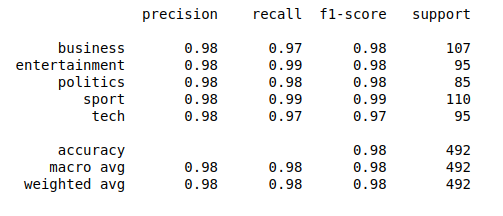 precision recall f1-score support
business 0.98 0.97 0.98 107
entertainment 0.98 0.99 0.98 95
politics 0.98 0.98 0.98 85
sport 0.98 0.99 0.99 110
tech 0.98 0.97 0.97 95
accuracy 0.98 492
macro avg 0.98 0.98 0.98 492
weighted avg 0.98 0.98 0.98 492